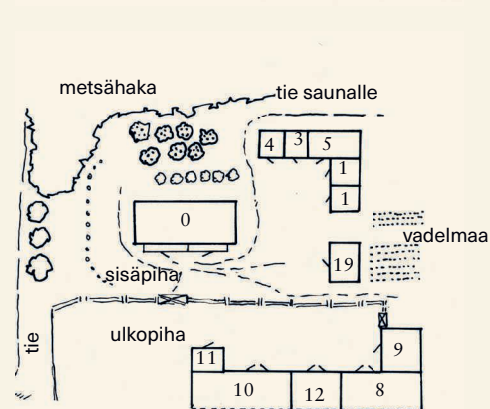 metsähaka
tie saunalle
4 3 5
1
1
0
vadelmaa
19
sisäpiha
ulkopiha
tie
11
9
10
12
8